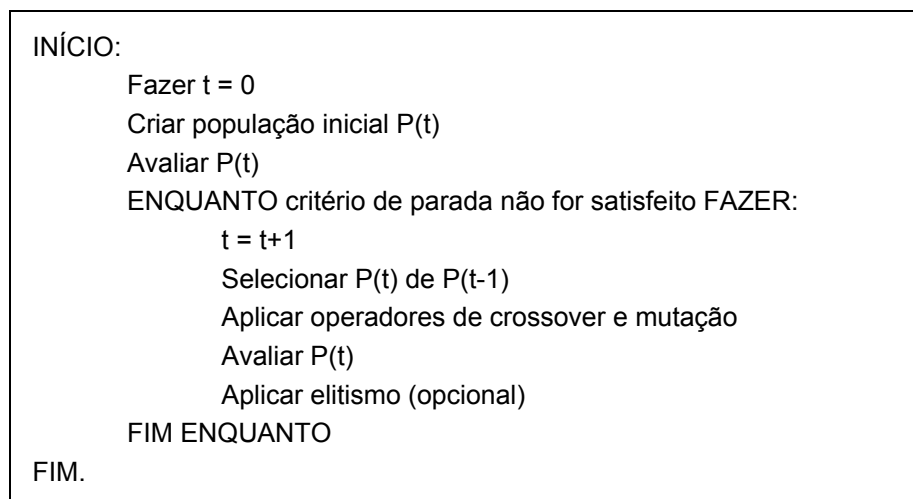 INÍCIO:
Fazer t = 0
Criar população inicial P(t)
Avaliar P(t)
ENQUANTO critério de parada não for satisfeito FAZER:
t = t+1
Selecionar P(t) de P(t-1)
Aplicar operadores de crossover e mutação
Avaliar P(t)
Aplicar elitismo (opcional)
FIM ENQUANTO
FIM.